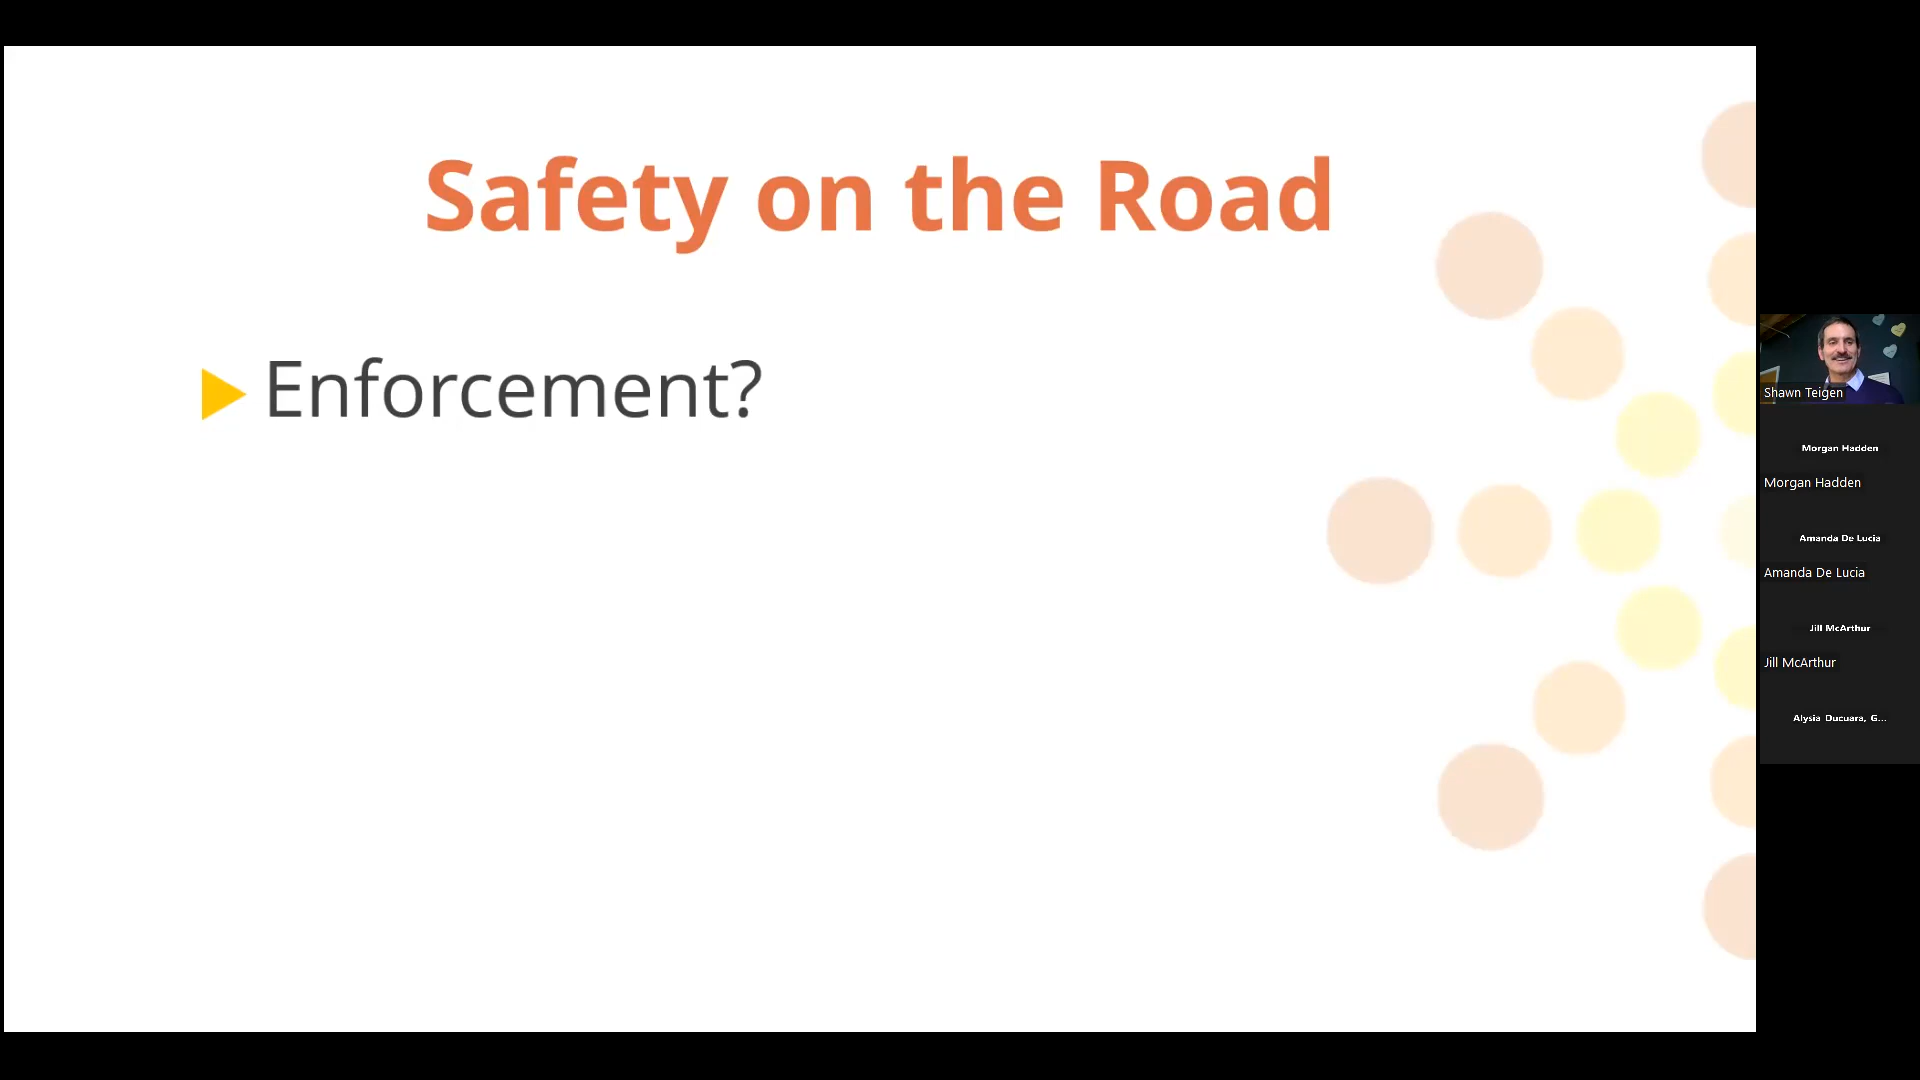 Safety on the Road
Enforcement?
Shawn Teigen
Morgan Hadden
Morgan Hadden
Amanda De Lucia
Amanda De Lucia
Jill McArthur
Jill McArthur
Alysia Ducuara, G...